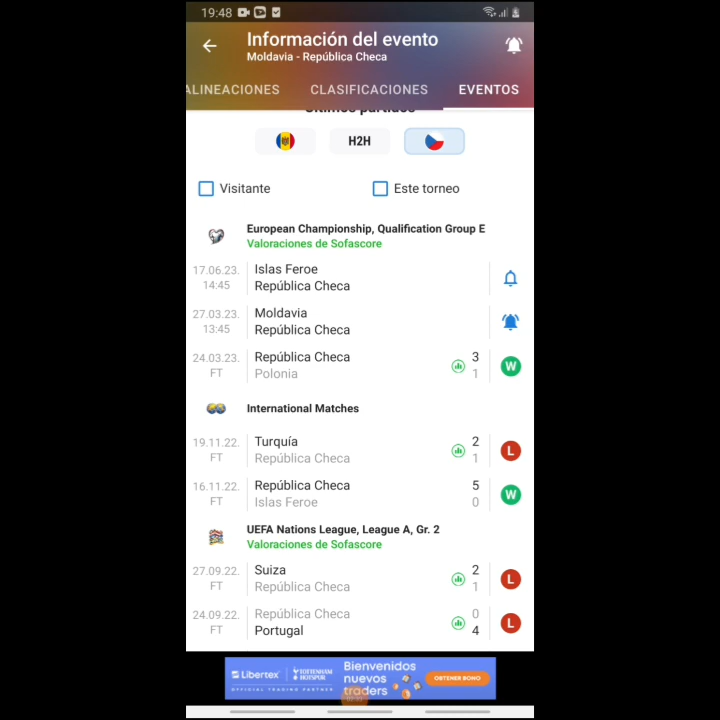 19:48
Información del evento
Moldavia - República Checa
ALINEACIONES CLASIFICACIONES EVENTOS
Últimos partidos
H2H
Visitante Este torneo
European Championship, Qualification Group E
Valoraciones de Sofascore
17.06.23. Islas Feroe
14:45 República Checa
27.03.23. Moldavia
13:45 República Checa
24.03.23. República Checa 3
FT Polonia 1
W
International Matches
19.11.22. Turquía 2
FT República Checa 1
L
16.11.22. República Checa 5
FT Islas Feroe 0
W
UEFA Nations League, League A, Gr. 2
Valoraciones de Sofascore
27.09.22. Suiza 2
FT República Checa 1
L
24.09.22. República Checa 0
FT Portugal 4
L
Libertex TOTTENHAM HOTSPUR
OFFICIAL TRADING PARTNER
Bienvenidos
nuevos
traders
OBTENER BONO